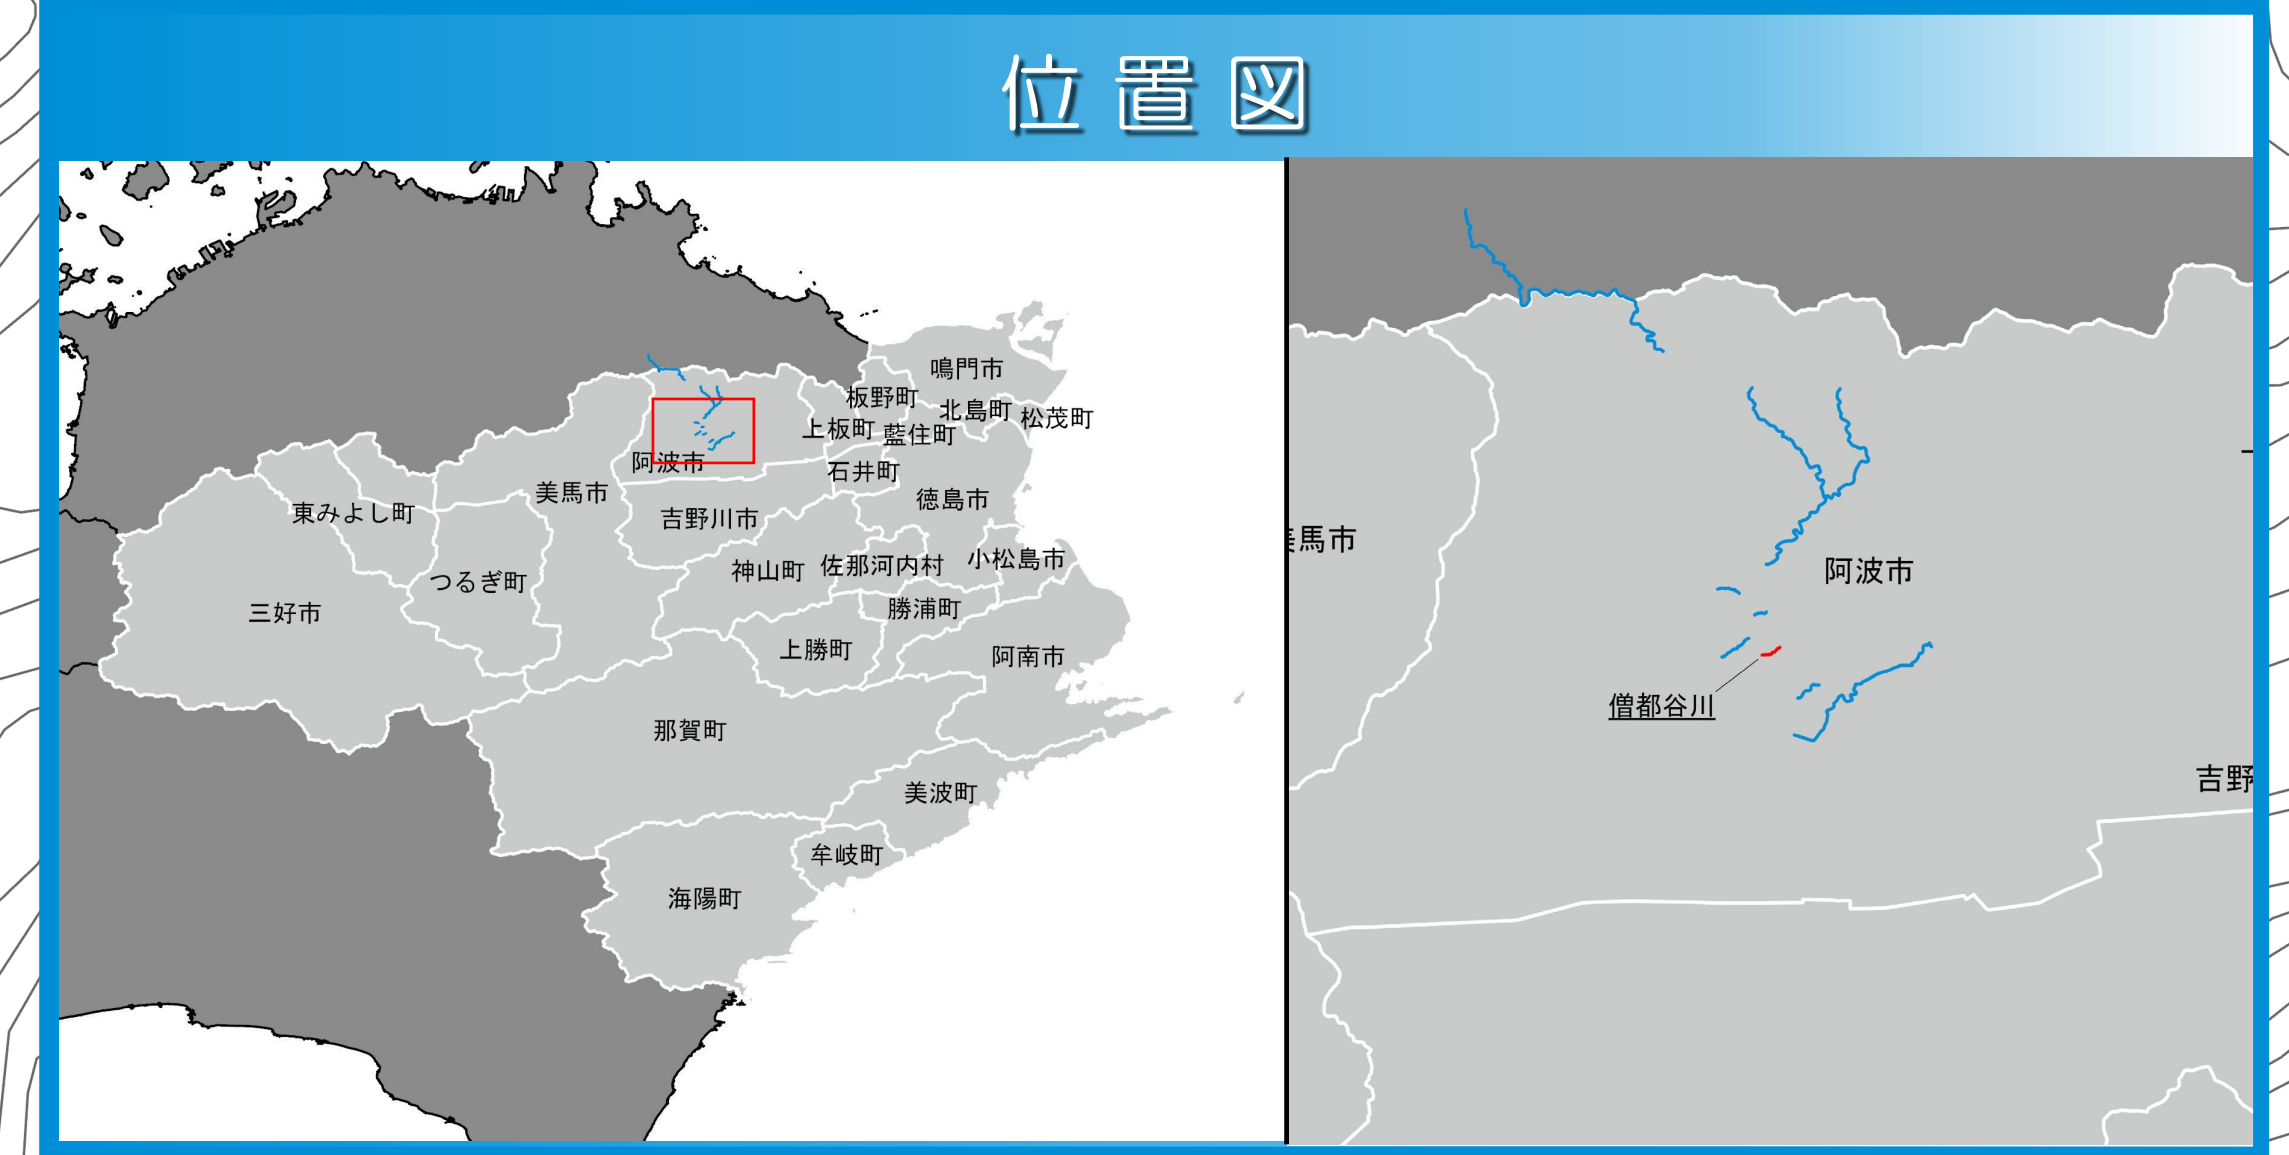 位置図
鳴門市
板野町
北島町
松茂町
上板町
藍住町
阿波市
石井町
美馬市
徳島市
東みよし町
吉野川市
小松島市
神山町
佐那河内村
つるぎ町
勝浦町
三好市
上勝町
阿南市
那賀町
美波町
牟岐町
海陽町
馬市
阿波市
僧都谷川
吉野